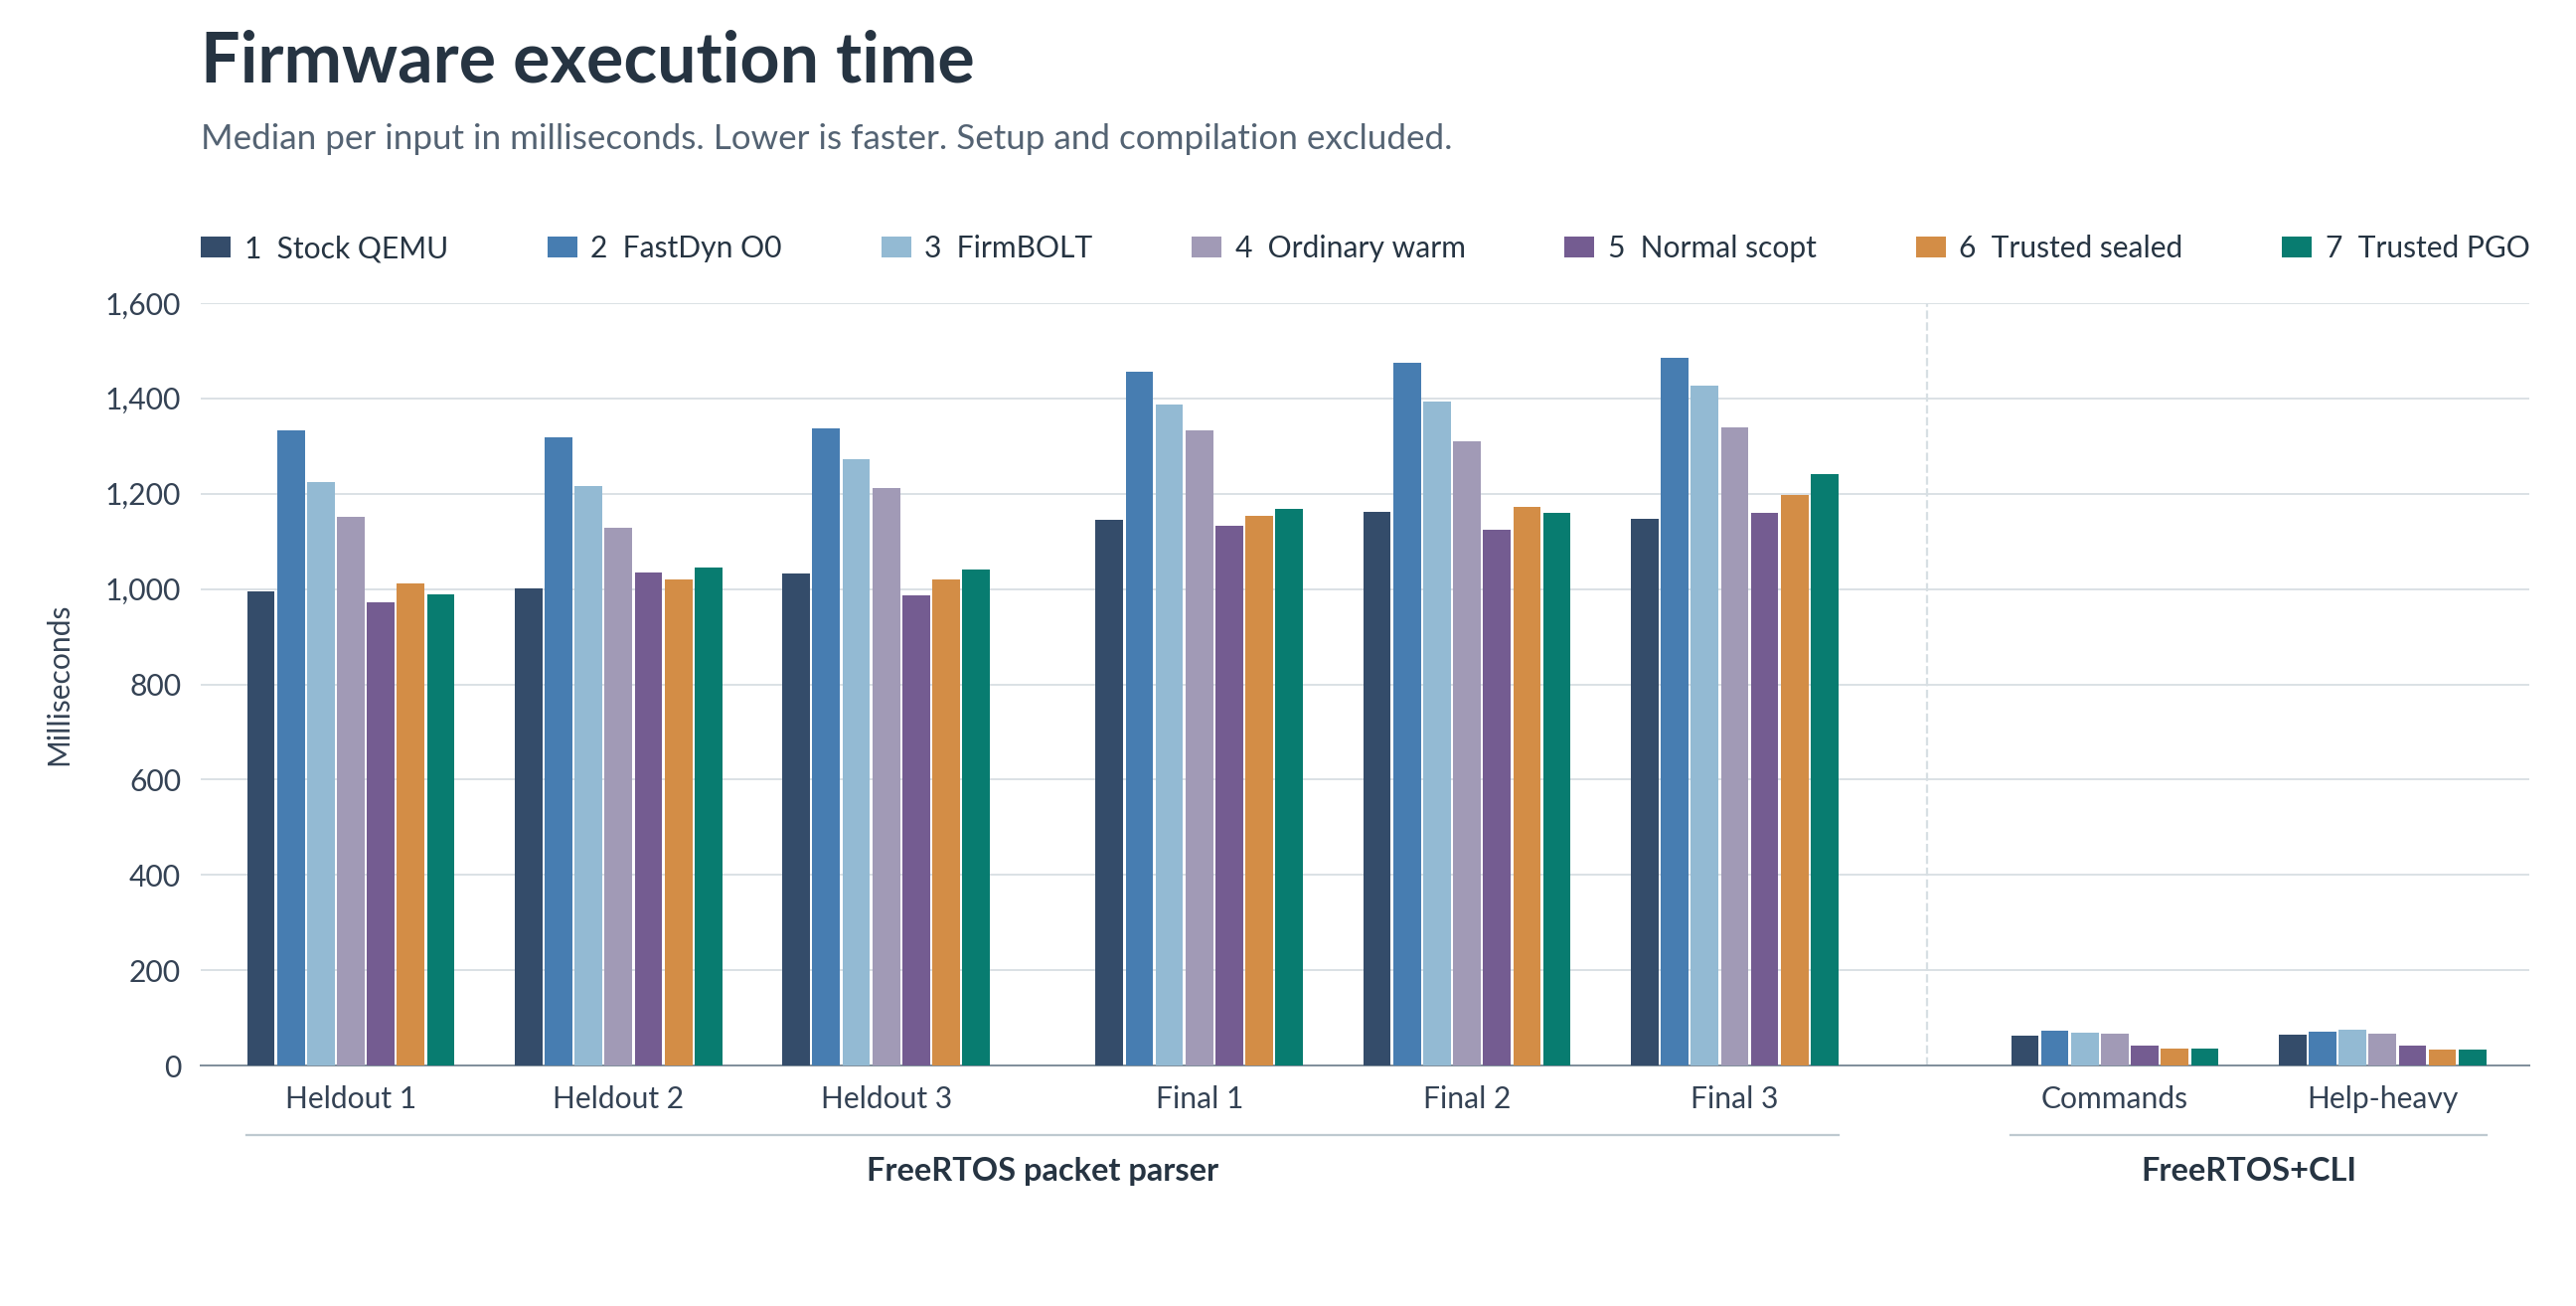 Firmware execution time
Median per input in milliseconds. Lower is faster. Setup and compilation excluded.
1 Stock QEMU 2 FastDyn O0 3 FirmBOLT 4 Ordinary warm 5 Normal scopt 6 Trusted sealed 7 Trusted PGO
1,600
1,400
1,200
1,000
800
600
400
200
0
Milliseconds
Heldout 1 Heldout 2 Heldout 3 Final 1 Final 2 Final 3 Commands Help-heavy
FreeRTOS packet parser FreeRTOS+CLI